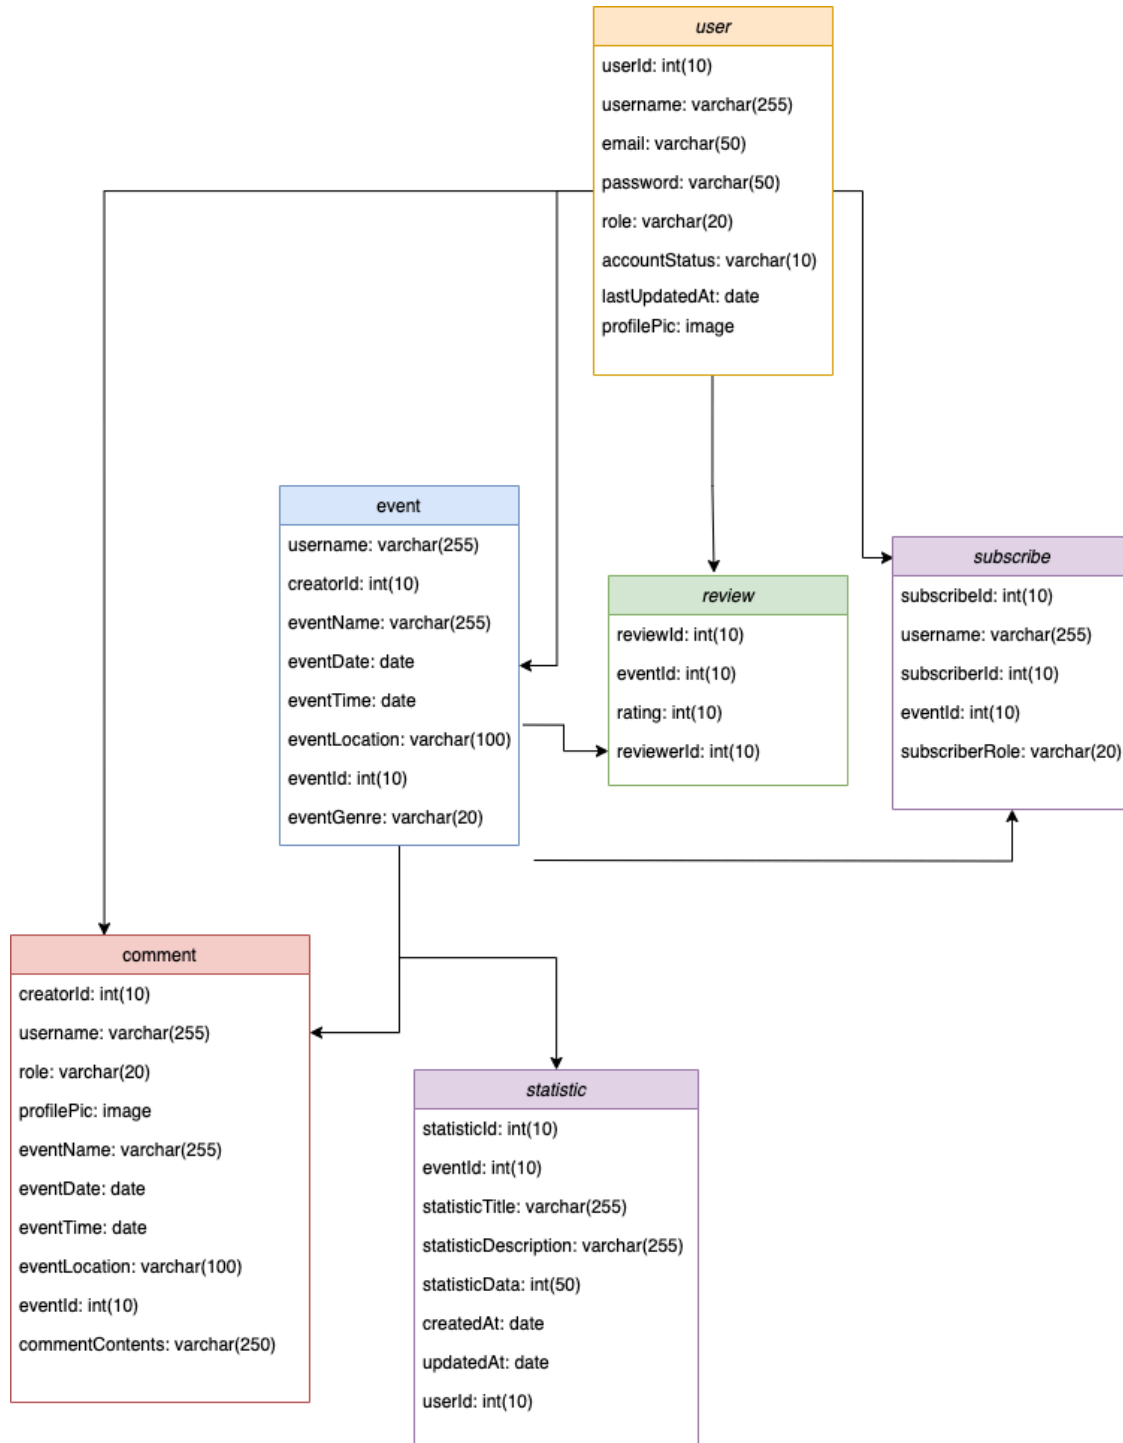 user
userId: int(10)
username: varchar(255)
email: varchar(50)
password: varchar(50)
role: varchar(20)
accountStatus: varchar(10)
lastUpdatedAt: date
profilePic: image
event
username: varchar(255)
creatorId: int(10)
eventName: varchar(255)
eventDate: date
eventTime: date
eventLocation: varchar(100)
eventId: int(10)
eventGenre: varchar(20)
review
reviewId: int(10)
eventId: int(10)
rating: int(10)
reviewerId: int(10)
subscribe
subscribeId: int(10)
username: varchar(255)
subscriberId: int(10)
eventId: int(10)
subscriberRole: varchar(20)
comment
creatorId: int(10)
username: varchar(255)
role: varchar(20)
profilePic: image
eventName: varchar(255)
eventDate: date
eventTime: date
eventLocation: varchar(100)
eventId: int(10)
commentContents: varchar(250)
statistic
statisticId: int(10)
eventId: int(10)
statisticTitle: varchar(255)
statisticDescription: varchar(255)
statisticData: int(50)
createdAt: date
updatedAt: date
userId: int(10)